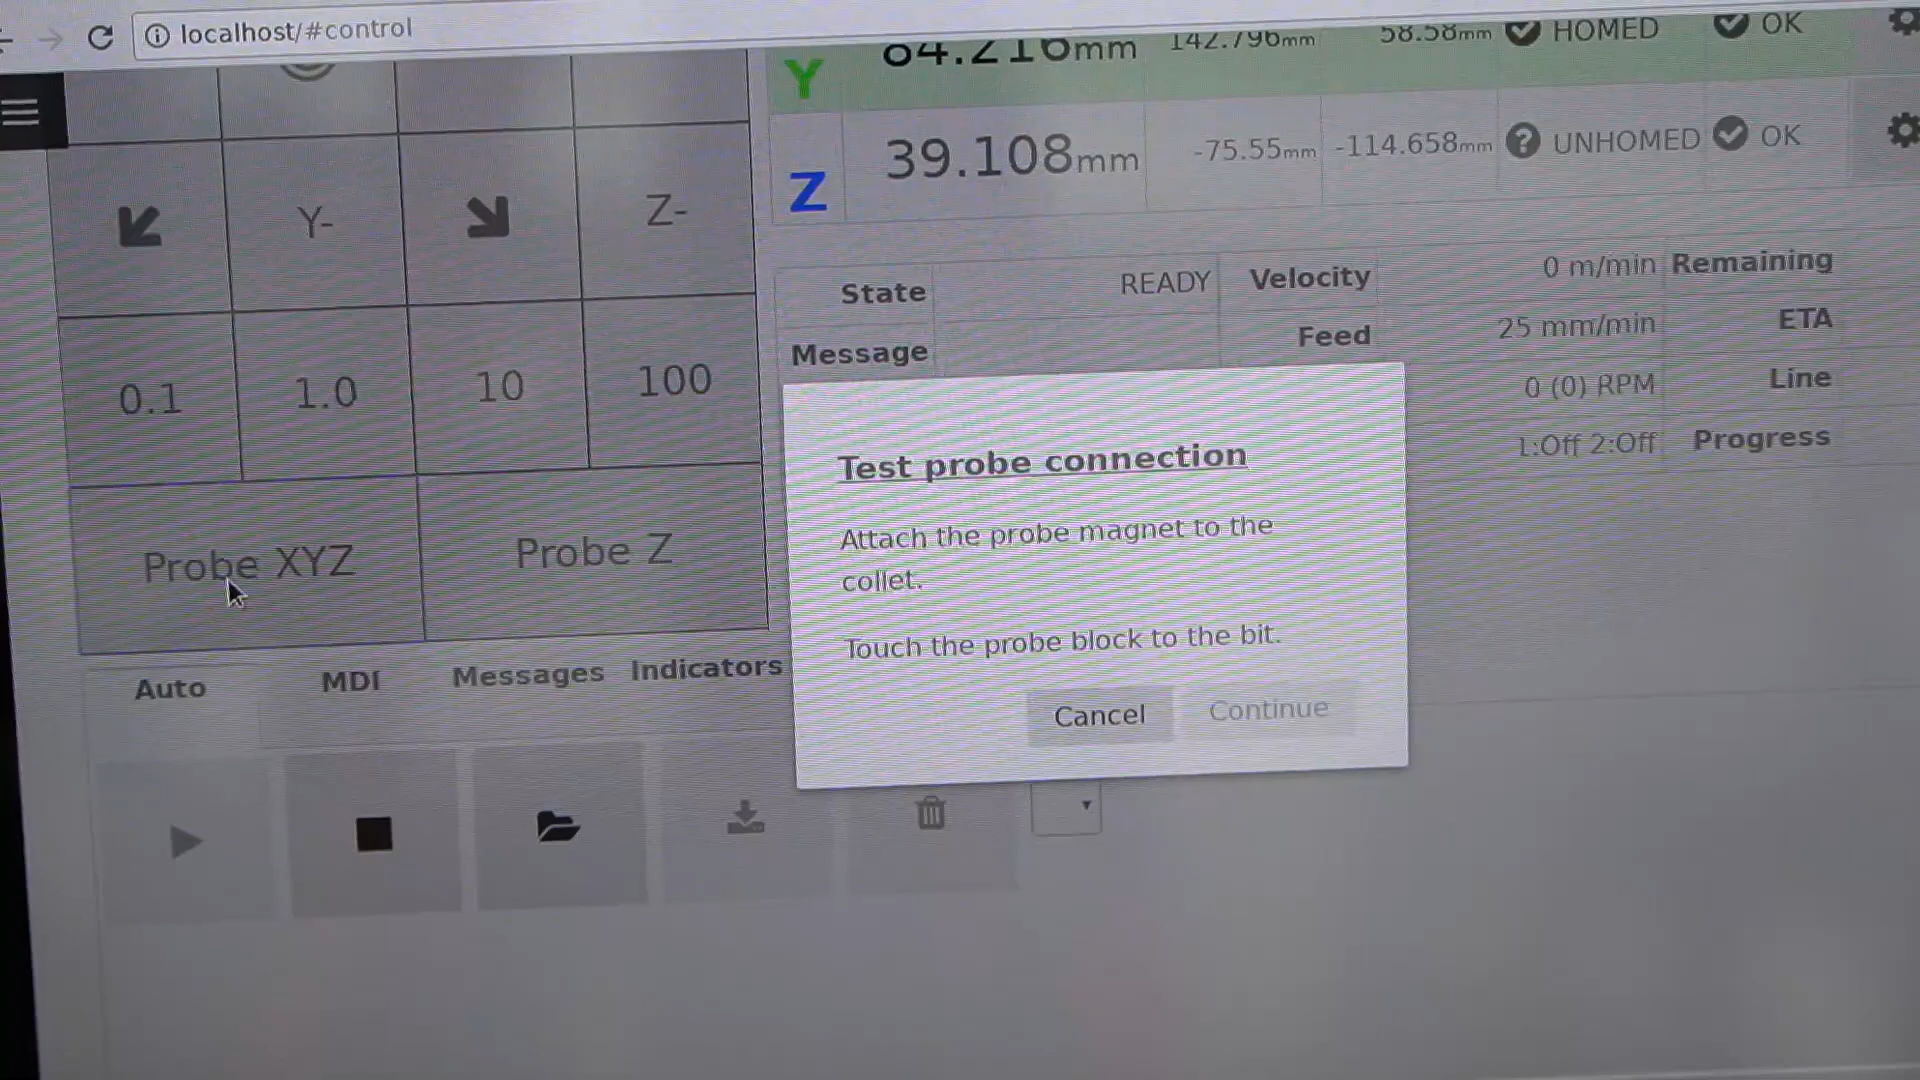 localhost/#control
Y 64.216mm 142.796mm 58.58mm HOMED OK
Z 39.108mm -75.55mm -114.658mm UNHOMED OK
Y- Z-
0.1 1.0 10 100
Probe XYZ Probe Z
State READY Velocity 0 m/min Remaining
Message Feed 25 mm/min ETA
0 (0) RPM Line
1:Off 2:Off Progress
Test probe connection
Attach the probe magnet to the
collet.
Touch the probe block to the bit.
Cancel Continue
Auto MDI Messages Indicators